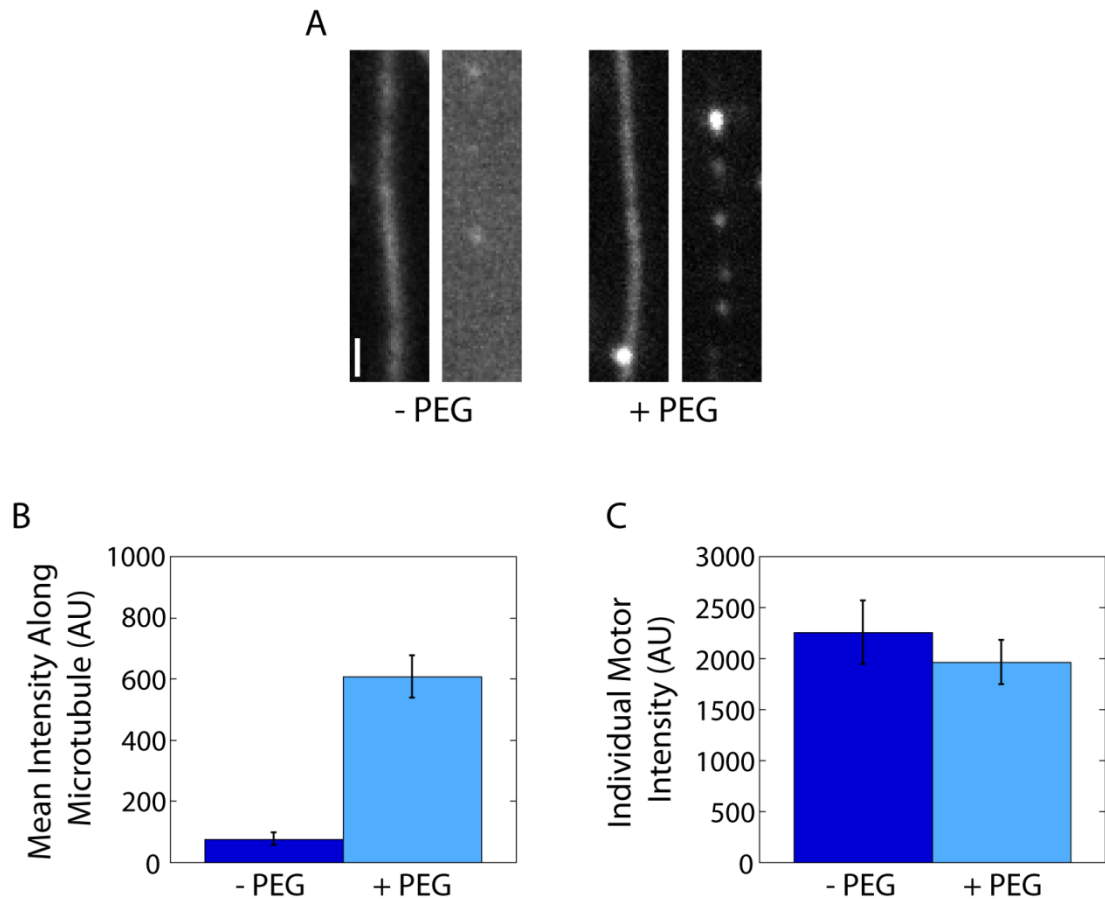 A
- PEG
+ PEG
B
Mean Intensity Along
Microtubule (AU)
1000
800
600
400
200
0
- PEG
+ PEG
C
Individual Motor
Intensity (AU)
3000
2500
2000
1500
1000
500
0
- PEG
+ PEG